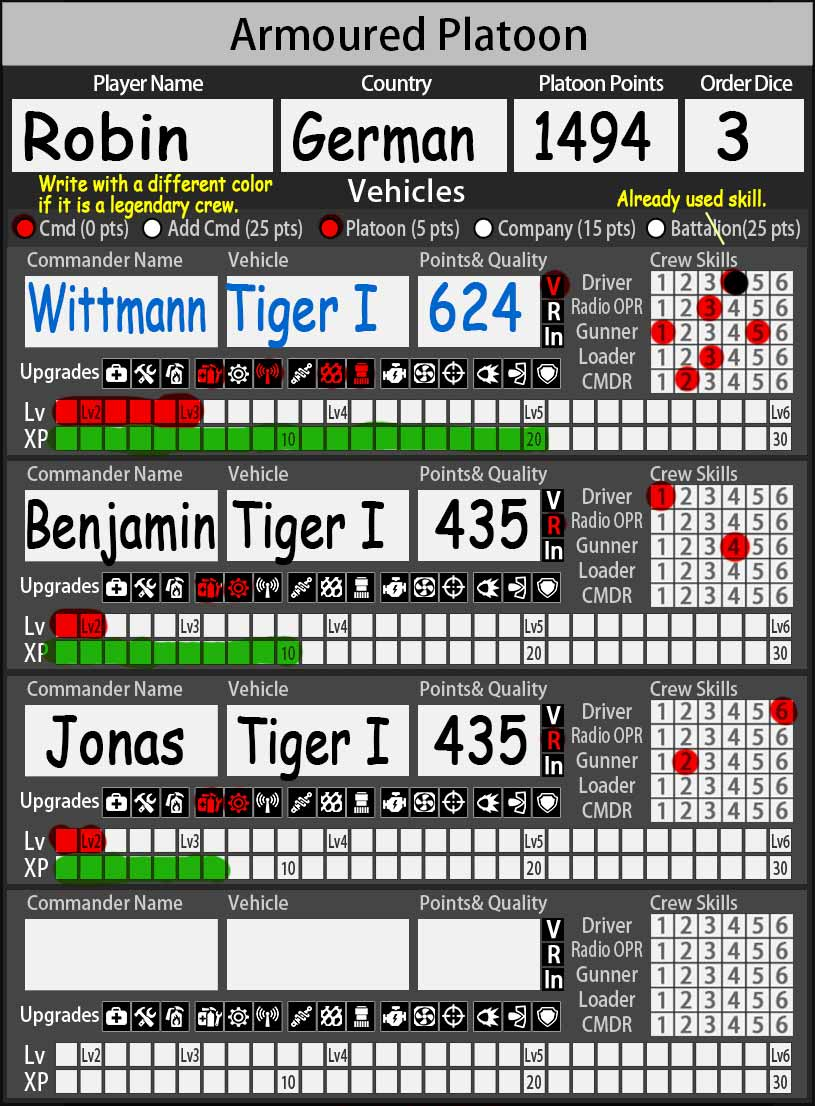 Armoured Platoon
Player Name Country Platoon Points Order Dice
Robin German 1494 3
Write with a different color
if it is a legendary crew.
Vehicles
Already used skill.
Cmd (0 pts) Add Cmd (25 pts) Platoon (5 pts) Company (15 pts) Battalion(25 pts)
Commander Name Vehicle Points& Quality Crew Skills
Wittmann Tiger I 624
V
R
In
Driver 1 2 3 5 6
Radio OPR 1 2 3 4 5 6
Gunner 1 2 3 4 5 6
Loader 1 2 3 4 5 6
CMDR 1 2 3 4 5 6
Upgrades
Lv Lv2 Lv3 Lv4 Lv5 Lv6
XP 10 20 30
Commander Name Vehicle Points& Quality Crew Skills
Benjamin Tiger I 435
V
R
In
Driver 1 2 3 4 5 6
Radio OPR 1 2 3 4 5 6
Gunner 1 2 3 4 5 6
Loader 1 2 3 4 5 6
CMDR 1 2 3 4 5 6
Upgrades
Lv Lv2 Lv3 Lv4 Lv5 Lv6
XP 10 20 30
Commander Name Vehicle Points& Quality Crew Skills
Jonas Tiger I 435
V
R
In
Driver 1 2 3 4 5 6
Radio OPR 1 2 3 4 5 6
Gunner 1 2 3 4 5 6
Loader 1 2 3 4 5 6
CMDR 1 2 3 4 5 6
Upgrades
Lv Lv2 Lv3 Lv4 Lv5 Lv6
XP 10 20 30
Commander Name Vehicle Points& Quality Crew Skills
V
R
In
Driver 1 2 3 4 5 6
Radio OPR 1 2 3 4 5 6
Gunner 1 2 3 4 5 6
Loader 1 2 3 4 5 6
CMDR 1 2 3 4 5 6
Upgrades
Lv Lv2 Lv3 Lv4 Lv5 Lv6
XP 10 20 30